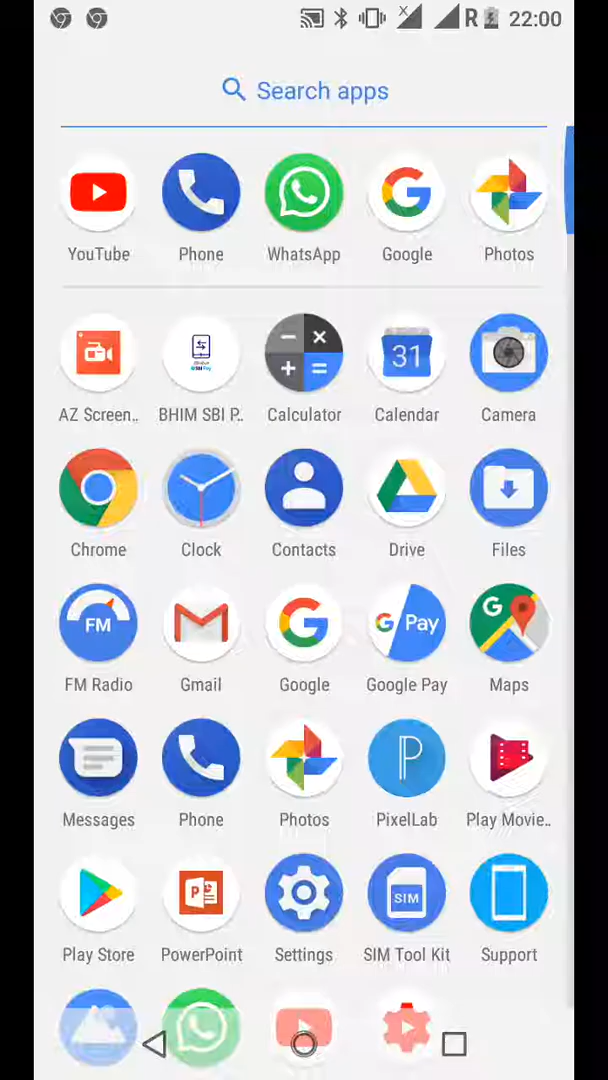 R 22:00
Search apps
YouTube Phone WhatsApp Google Photos
31
AZ Screen.. BHIM SBI P.. Calculator Calendar Camera
Chrome Clock Contacts Drive Files
FM G Pay G
FM Radio Gmail Google Google Pay Maps
Messages Phone Photos PixelLab Play Movie..
SIM
Play Store PowerPoint Settings SIM Tool Kit Support